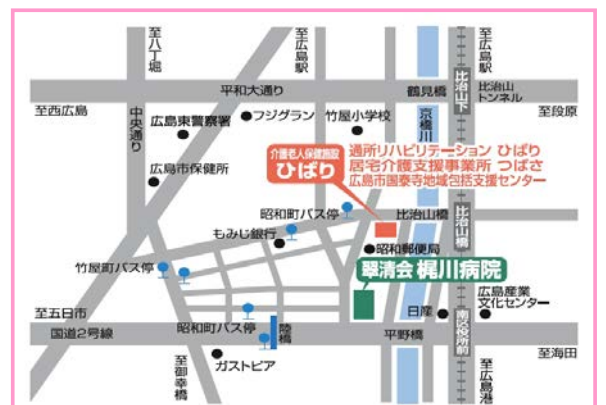 至八丁堀
至広島駅
至広島駅
平和大通り
鶴見橋
比治山下
比治山
トンネル
至西広島
至段原
中央通り
広島東警察署
フジグラン
竹屋小学校
京橋川
広島市保健所
介護老人保健施設
ひばり
通所リハビリテーション ひばり
居宅介護支援事業所 つばさ
広島市国泰寺地域包括支援センター
昭和町バス停
比治山橋
比治山橋
もみじ銀行
昭和郵便局
竹屋町バス停
翠清会 梶川病院
至五日市
日産
広島産業
文化センター
国道2号線
昭和町バス停
陸橋
平野橋
南区役所前
至海田
至御幸橋
ガストピア
至広島港